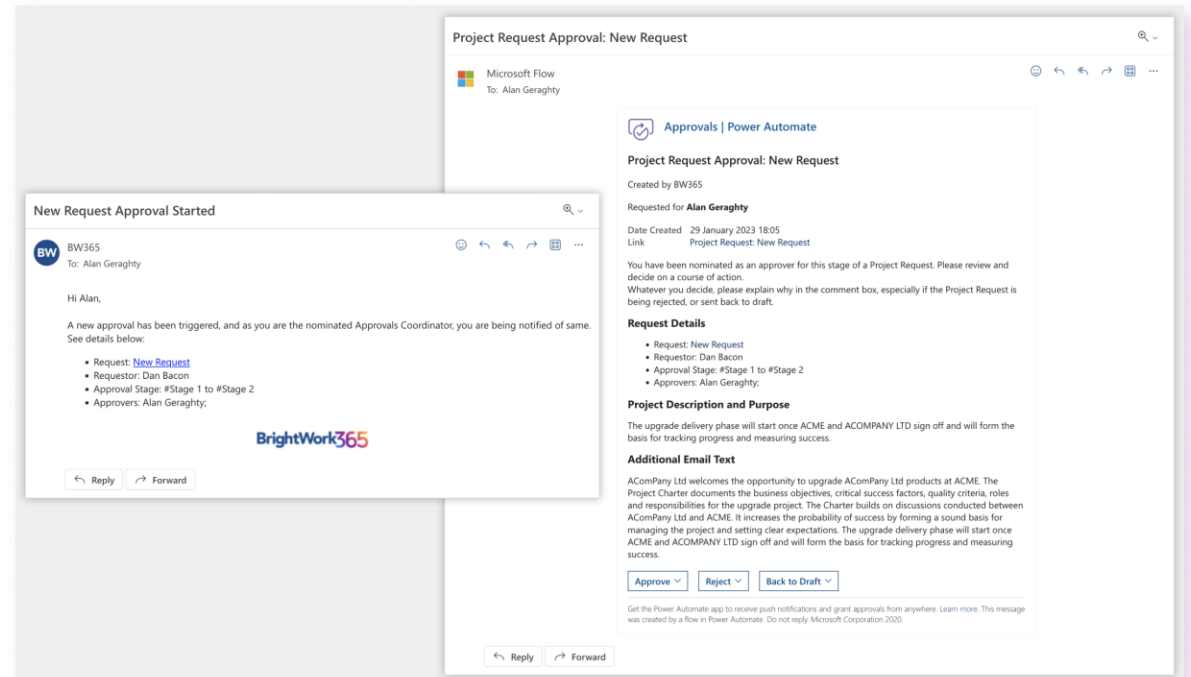 Project Request Approval: New Request
Microsoft Flow
To: Alan Geraghty
Approvals | Power Automate
Project Request Approval: New Request
Created by BW365
Requested for Alan Geraghty
Date Created 29 January 2023 18:05
Link Project Request: New Request
You have been nominated as an approver for this stage of a Project Request. Please review and
decide on a course of action.
Whatever you decide, please explain why in the comment box, especially if the Project Request is
being rejected, or sent back to draft.
Request Details
• Request: New Request
• Requestor: Dan Bacon
• Approval Stage: #Stage 1 to #Stage 2
• Approvers: Alan Geraghty;
Project Description and Purpose
The upgrade delivery phase will start once ACME and ACOMPANY LTD sign off and will form the
basis for tracking progress and measuring success.
Additional Email Text
AComPany Ltd welcomes the opportunity to upgrade AComPany Ltd products at ACME. The
Project Charter documents the business objectives, critical success factors, quality criteria, roles
and responsibilities for the upgrade project. The Charter builds on discussions conducted between
AComPany Ltd and ACME. It increases the probability of success by forming a sound basis for
managing the project and setting clear expectations. The upgrade delivery phase will start once
ACME and ACOMPANY LTD sign off and will form the basis for tracking progress and measuring
success.
Approve Reject Back to Draft
Get the Power Automate app to receive push notifications and grant approvals from anywhere. Learn more. This message
was created by a flow in Power Automate. Do not reply. Microsoft Corporation 2020.
Reply Forward
New Request Approval Started
BW
BW365
To: Alan Geraghty
Hi Alan,
A new approval has been triggered, and as you are the nominated Approvals Coordinator, you are being notified of same.
See details below:
• Request: New Request
• Requestor: Dan Bacon
• Approval Stage: #Stage 1 to #Stage 2
• Approvers: Alan Geraghty;
BrightWork365
Reply Forward